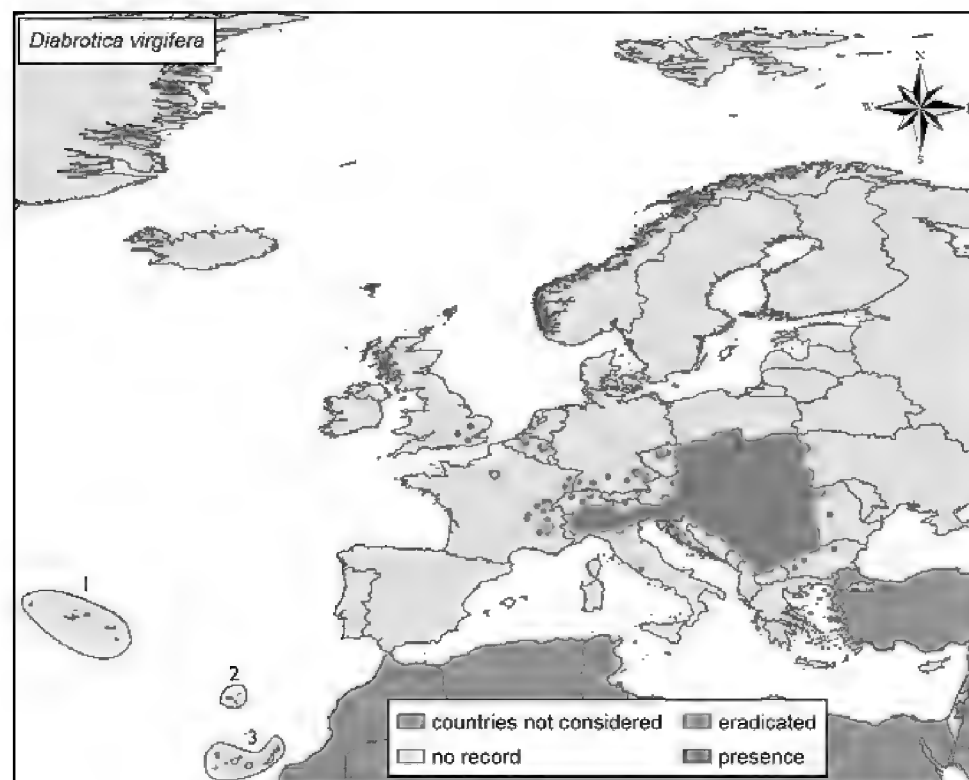 Diabrotica virgifera
N
W
S
1
2
3
countries not considered
eradicated
no record
presence